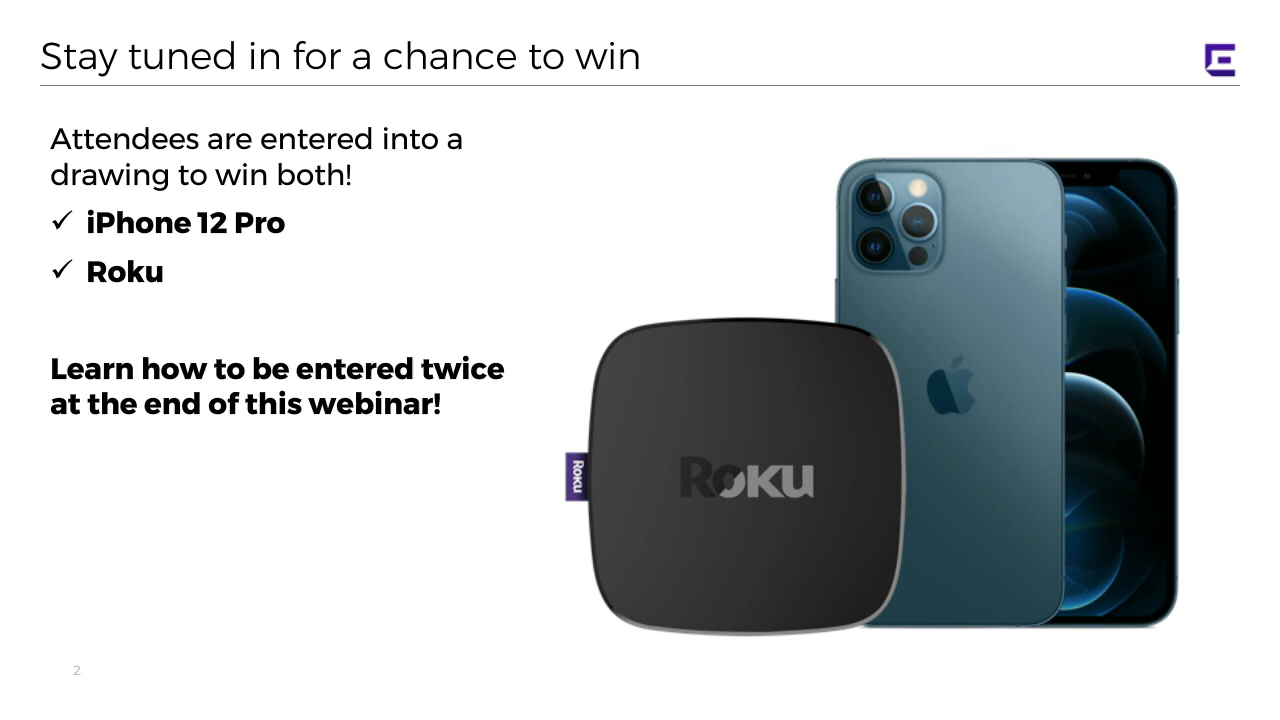 Stay tuned in for a chance to win
Attendees are entered into a
drawing to win both!
✓ iPhone 12 Pro
✓ Roku
Learn how to be entered twice
at the end of this webinar!
Roku
Roku
2